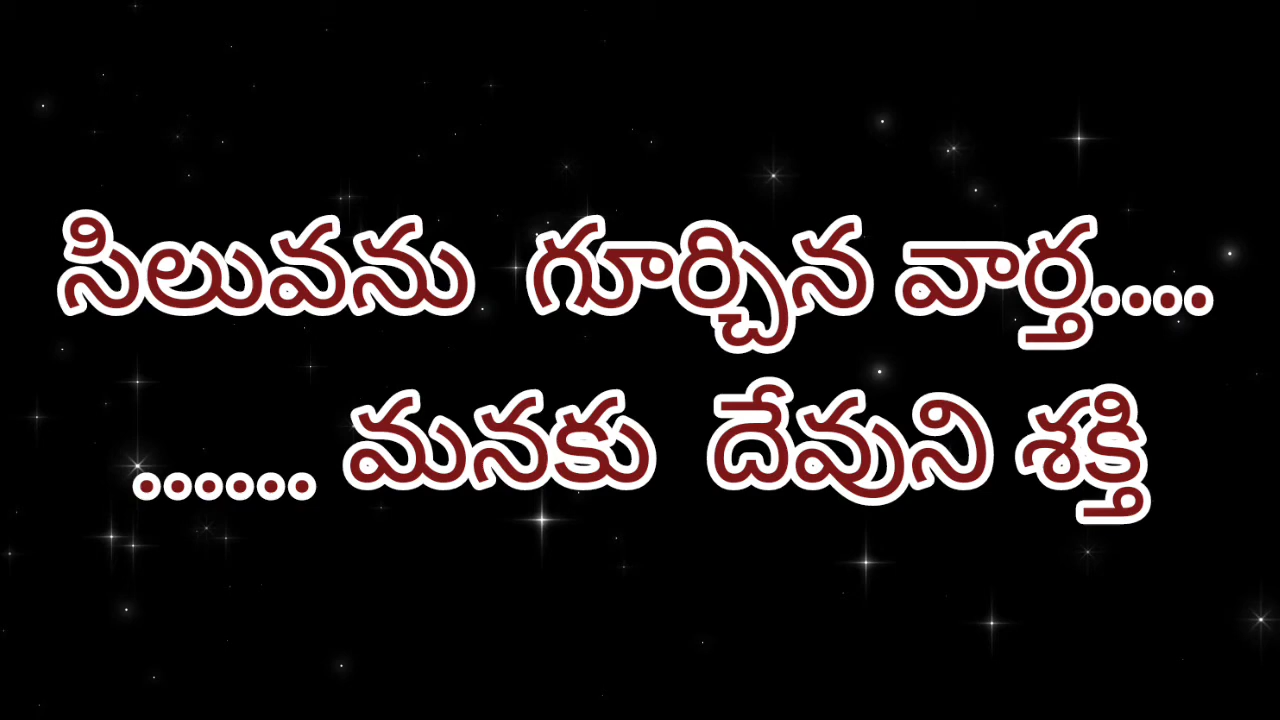 సిలువను గూర్చిన వార్త....
...... మనకు దేవుని శక్తి